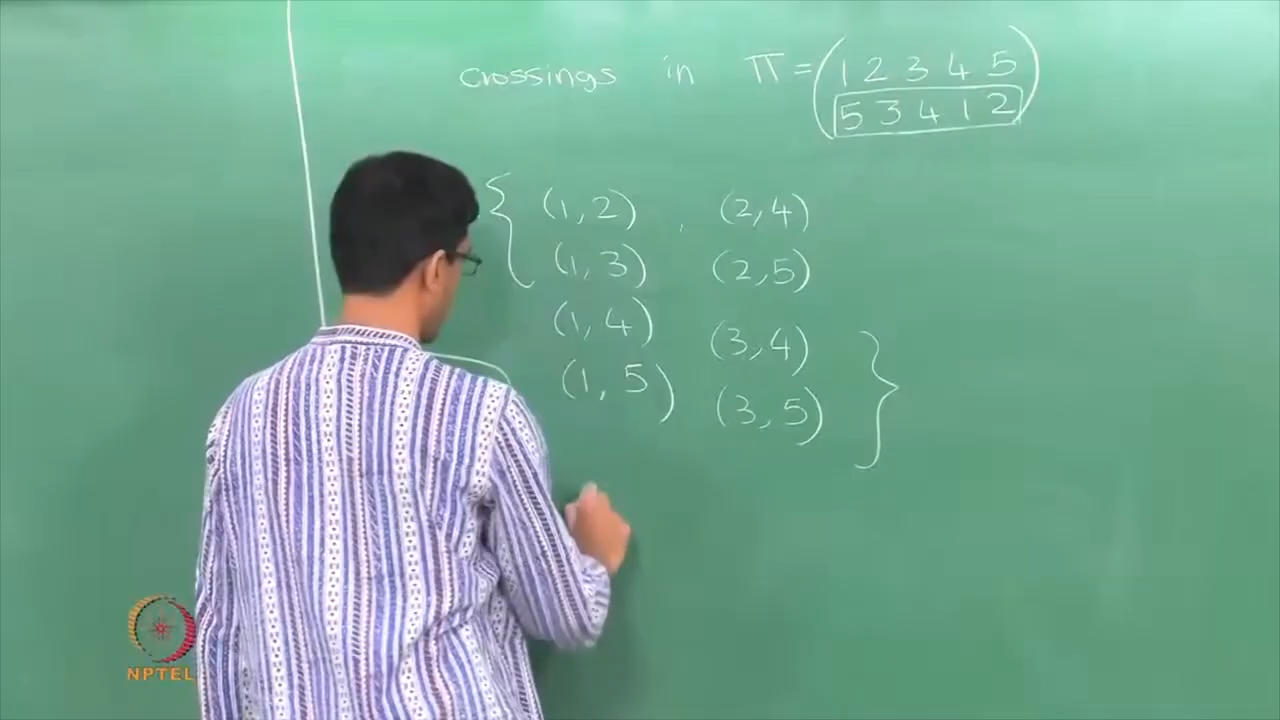 crossings in π = (1 2 3 4 5
5 3 4 1 2)
{ (1,2) , (2,4)
(1,3) (2,5)
(1,4) (3,4)
(1,5) (3,5) }
NPTEL